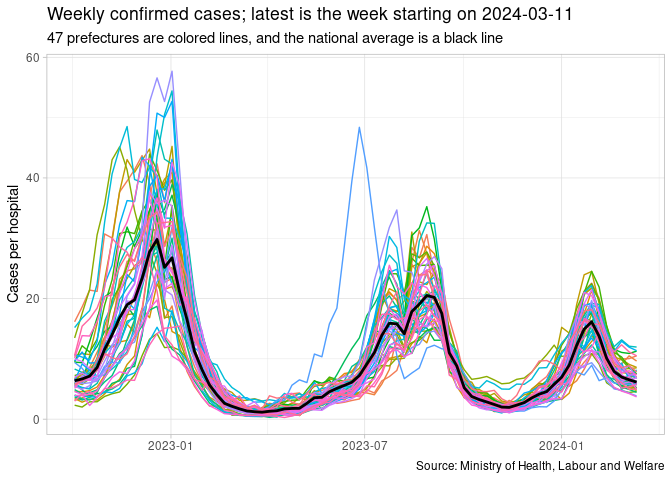 Weekly confirmed cases; latest is the week starting on 2024-03-11
47 prefectures are colored lines, and the national average is a black line
60
40
20
0
Cases per hospital
2023-01
2023-07
2024-01
Source: Ministry of Health, Labour and Welfare